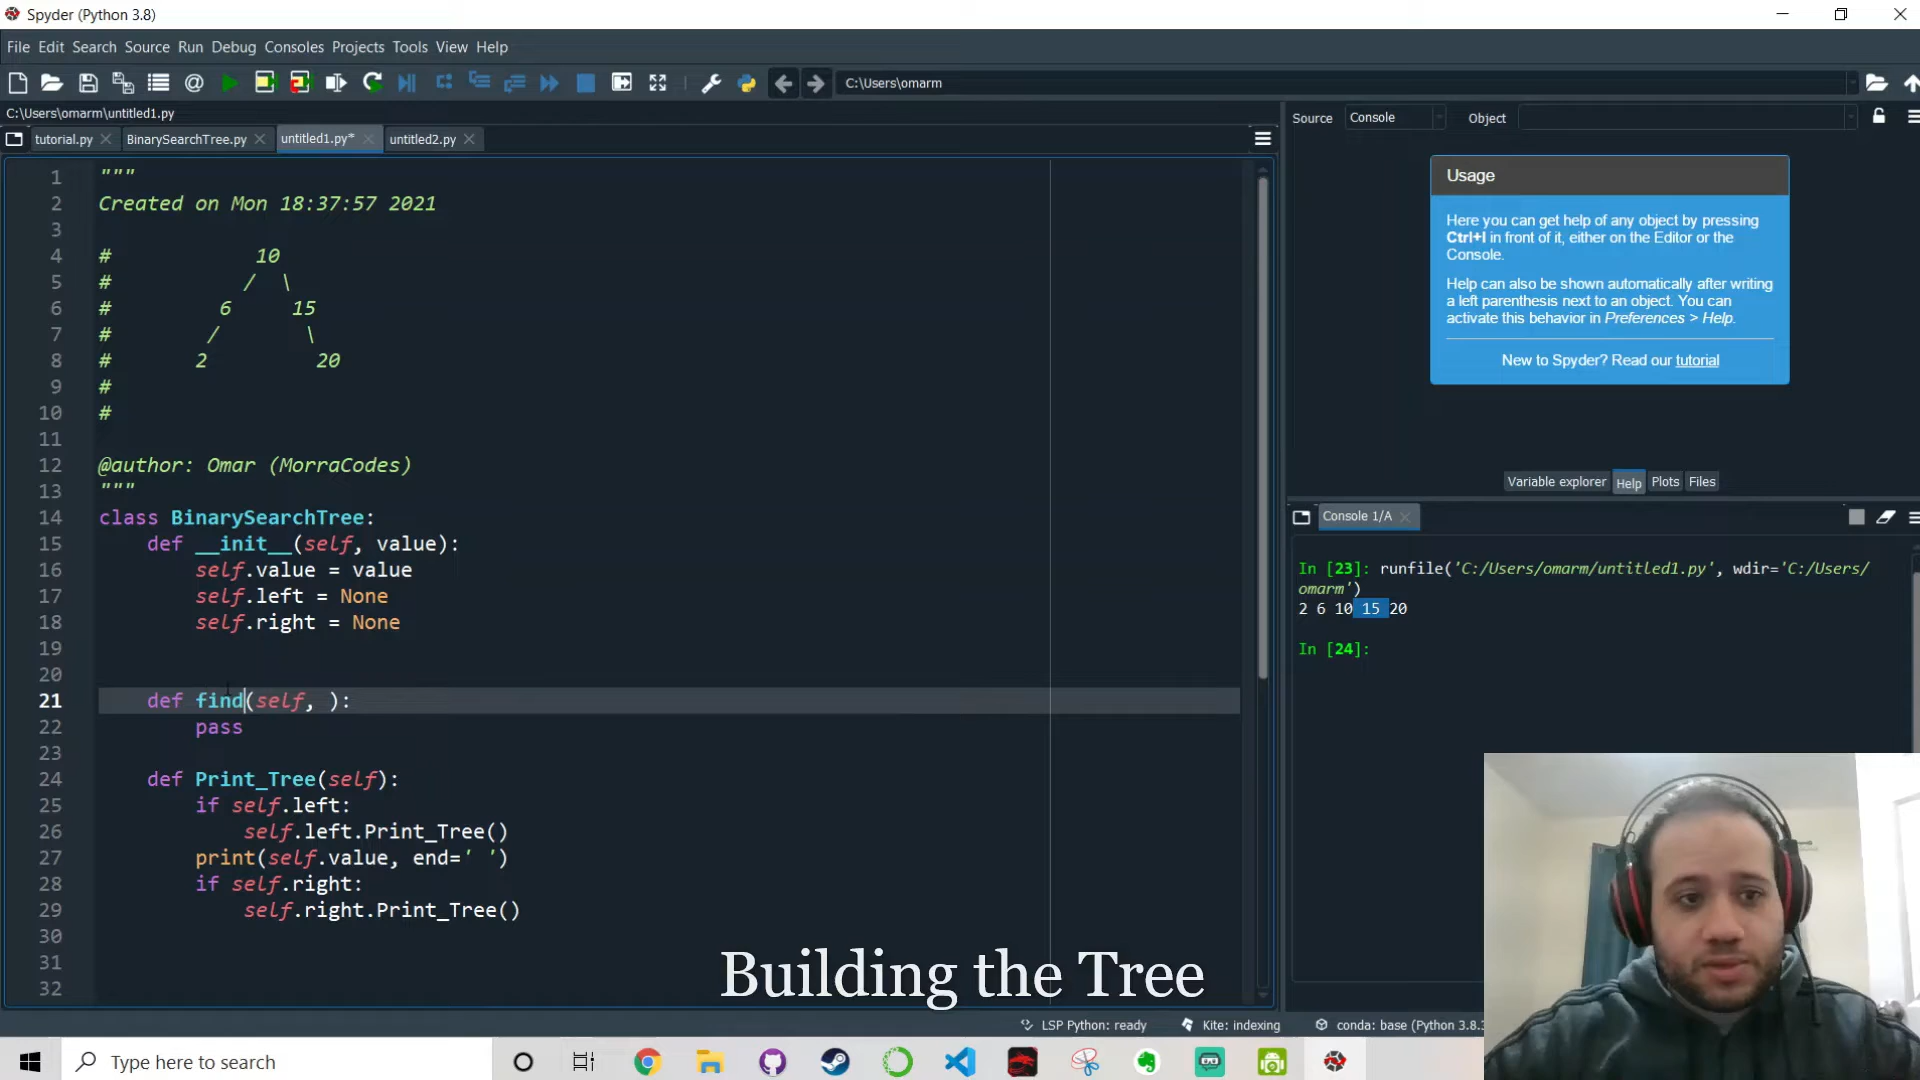 Spyder (Python 3.8)
File Edit Search Source Run Debug Consoles Projects Tools View Help
C:\Users\omarm
C:\Users\omarm\untitled1.py
tutorial.py
BinarySearchTree.py
untitled1.py*
untitled2.py
1 """
2 Created on Mon 18:37:57 2021
3
4 # 10
5 # / \
6 # 6 15
7 # / \
8 # 2 20
9 #
10 #
11
12 @author: Omar (MorraCodes)
13 """
14 class BinarySearchTree:
15 def __init__(self, value):
16 self.value = value
17 self.left = None
18 self.right = None
19
20
21 def find(self, ):
22 pass
23
24 def Print_Tree(self):
25 if self.left:
26 self.left.Print_Tree()
27 print(self.value, end=' ')
28 if self.right:
29 self.right.Print_Tree()
30
31
32
Source Console Object
Usage
Here you can get help of any object by pressing
Ctrl+I in front of it, either on the Editor or the
Console.
Help can also be shown automatically after writing
a left parenthesis next to an object. You can
activate this behavior in Preferences > Help.
New to Spyder? Read our tutorial
Variable explorer Help Plots Files
Console 1/A
In [23]: runfile('C:/Users/omarm/untitled1.py', wdir='C:/Users/
omarm')
2 6 10 15 20
In [24]:
Building the Tree
LSP Python: ready Kite: indexing conda: base (Python 3.8.
Type here to search